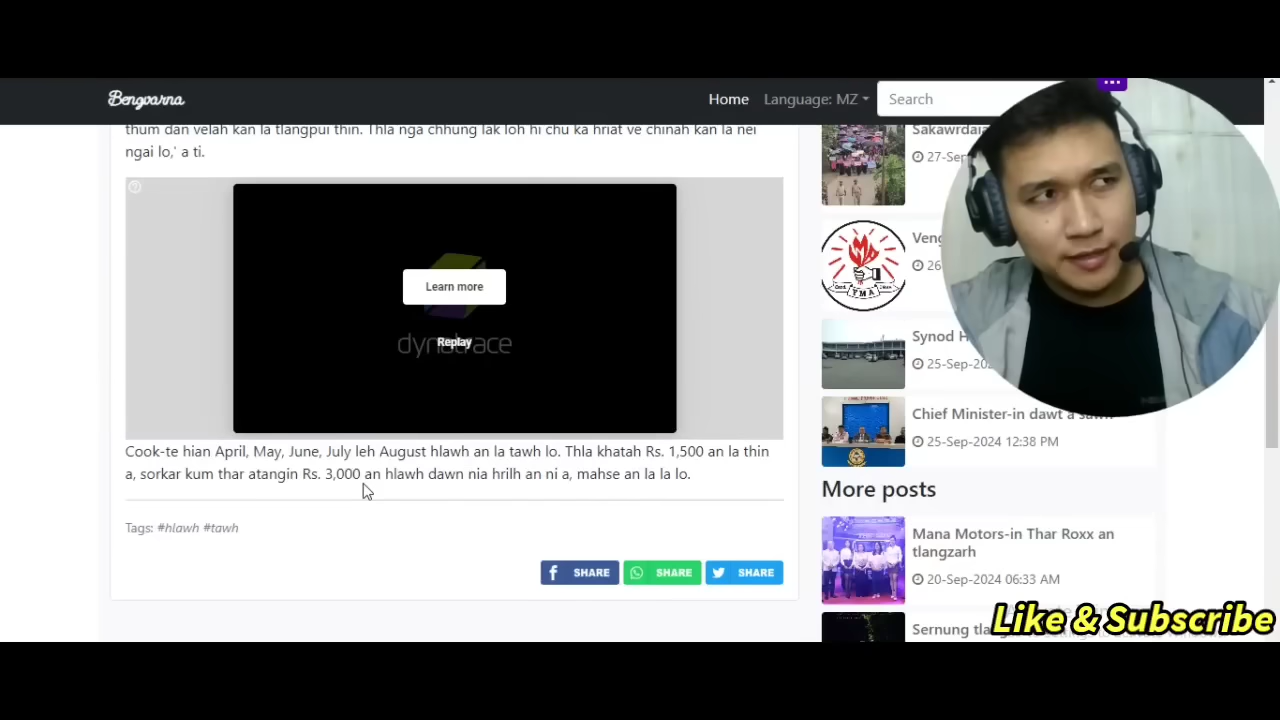 Bengvarna
Home
Language: MZ
Search
thum dan velah kan la tlangpui thin. Thla nga chhung lak loh hi chu ka hriat ve chinah kan la nei
ngai lo,' a ti.
Learn more
Replay
dynatrace
Cook-te hian April, May, June, July leh August hlawh an la tawh lo. Thla khatah Rs. 1,500 an la thin
a, sorkar kum thar atangin Rs. 3,000 an hlawh dawn nia hrilh an ni a, mahse an la la lo.
Tags: #hlawh #tawh
SHARE
SHARE
SHARE
Sakawrdai
27-Sep
Veng
26
YMA
Synod H
25-Sep-20
Chief Minister-in dawt a
25-Sep-2024 12:38 PM
More posts
Mana Motors-in Thar Roxx an
tlangzarh
20-Sep-2024 06:33 AM
Sernung
Like & Subscribe